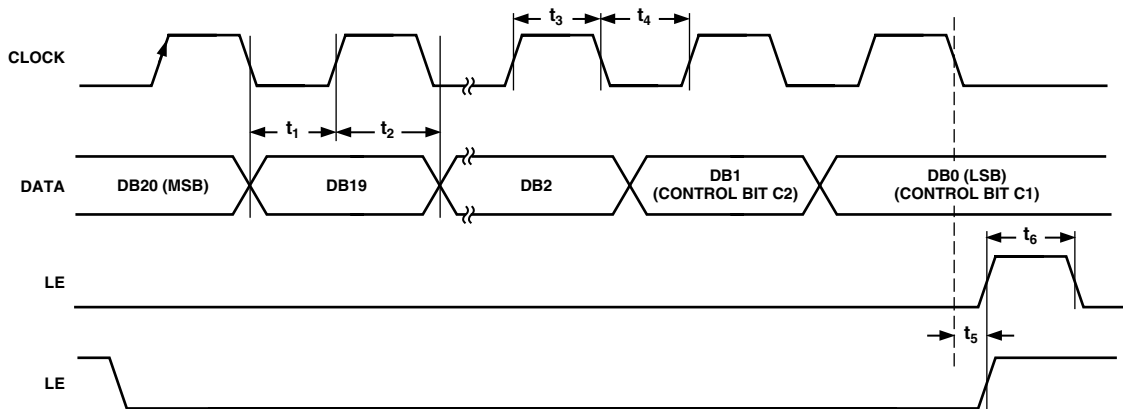 t3 t4
CLOCK
t1 t2
DATA
DB20 (MSB) DB19 DB2 DB1 DB0 (LSB)
(CONTROL BIT C2) (CONTROL BIT C1)
t6
LE
t5
LE